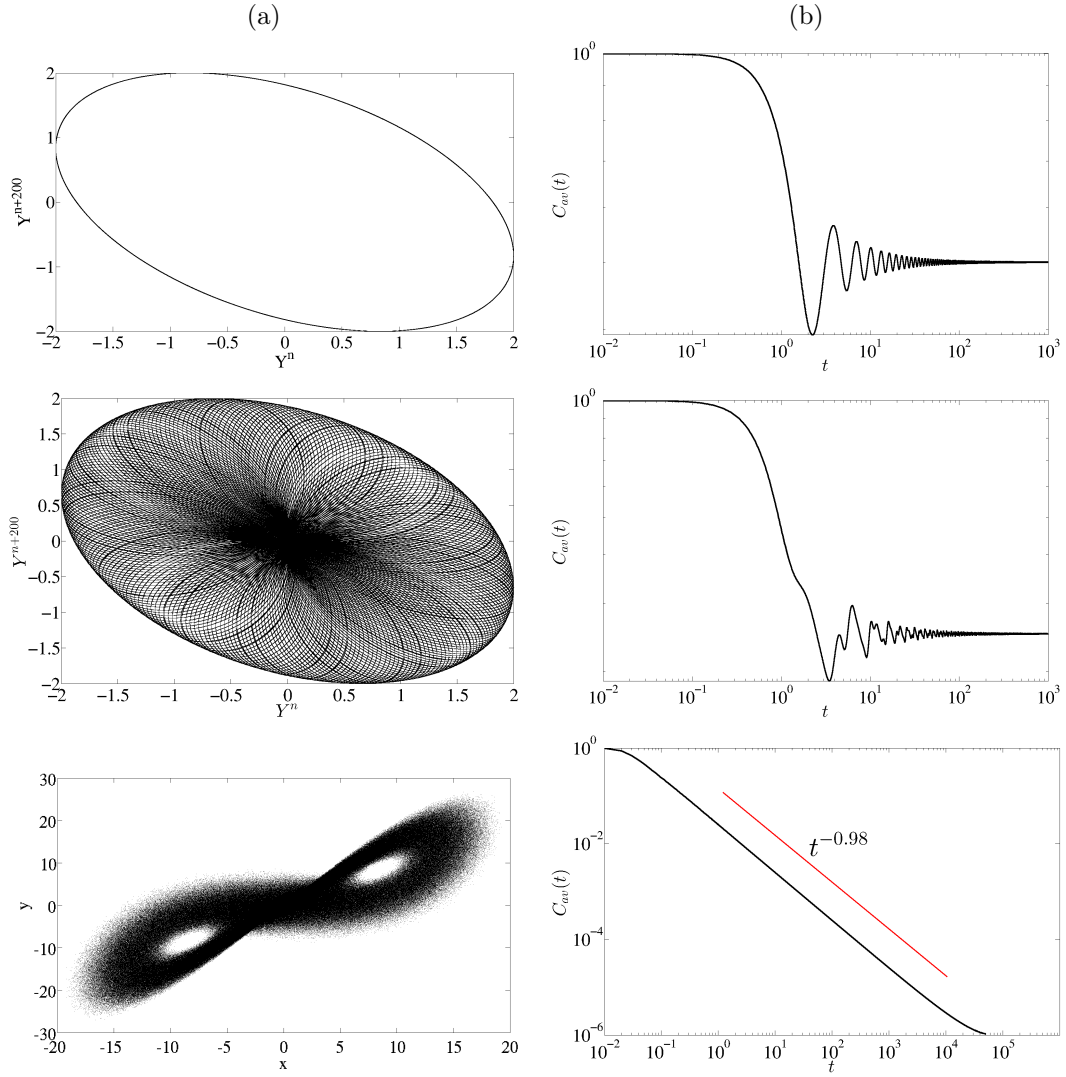 (a)
(b)
2
1
0
−1
−2
−2 −1.5 −1 −0.5 0 0.5 1 1.5 2
Y^{n+200}
Y^n
10^0
C_{av}(t)
10^{-2} 10^{-1} 10^0 10^1 10^2 10^3
t
2
1.5
1
0.5
0
−0.5
−1
−1.5
−2
−2 −1.5 −1 −0.5 0 0.5 1 1.5 2
Y^{n+200}
Y^n
10^0
C_{av}(t)
10^{-2} 10^{-1} 10^0 10^1 10^2 10^3
t
30
20
10
0
-10
-20
-30
-20 -15 -10 -5 0 5 10 15 20
y
x
10^0
10^{-2}
10^{-4}
10^{-6}
t^{-0.98}
C_{av}(t)
10^{-2} 10^{-1} 10^0 10^1 10^2 10^3 10^4 10^5
t